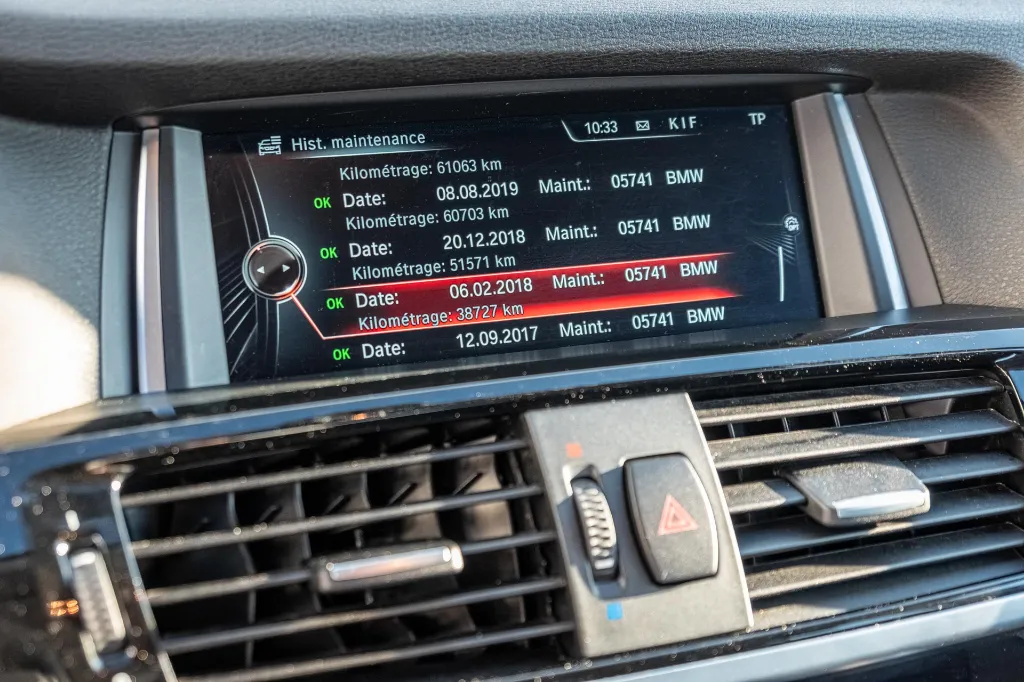 Hist. maintenance 10:33 KIF TP
Kilométrage: 61063 km
OK Date: 08.08.2019 Maint.: 05741 BMW
Kilométrage: 60703 km
OK Date: 20.12.2018 Maint.: 05741 BMW
Kilométrage: 51571 km
OK Date: 06.02.2018 Maint.: 05741 BMW
Kilométrage: 38727 km
OK Date: 12.09.2017 Maint.: 05741 BMW